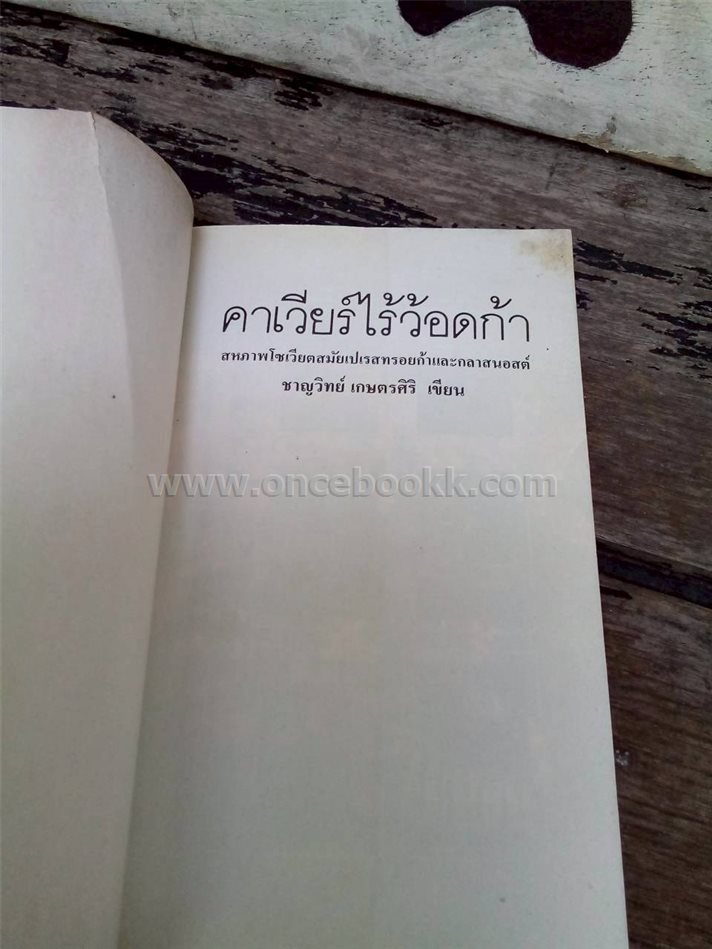 คาเวียร์ไร้ว้อดก้า
สหภาพโซเวียตสมัยเปเรสทรอยก้าและกลาสนอสต์
ชาญวิทย์ เกษตรศิริ เขียน
www.oncebookk.com